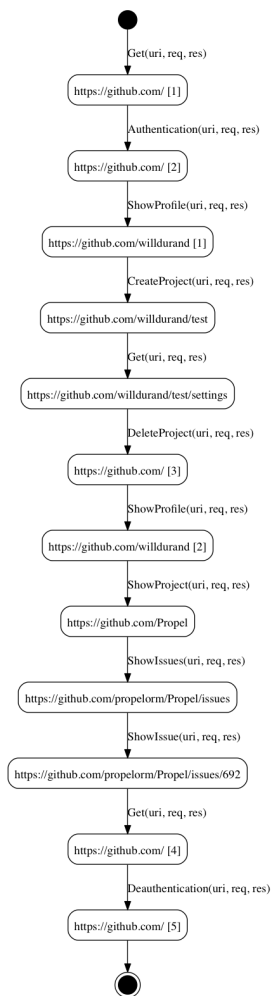 Get(uri, req, res)
https://github.com/ [1]
Authentication(uri, req, res)
https://github.com/ [2]
ShowProfile(uri, req, res)
https://github.com/willdurand [1]
CreateProject(uri, req, res)
https://github.com/willdurand/test
Get(uri, req, res)
https://github.com/willdurand/test/settings
DeleteProject(uri, req, res)
https://github.com/ [3]
ShowProfile(uri, req, res)
https://github.com/willdurand [2]
ShowProject(uri, req, res)
https://github.com/Propel
ShowIssues(uri, req, res)
https://github.com/propelorm/Propel/issues
ShowIssue(uri, req, res)
https://github.com/propelorm/Propel/issues/692
Get(uri, req, res)
https://github.com/ [4]
Deauthentication(uri, req, res)
https://github.com/ [5]